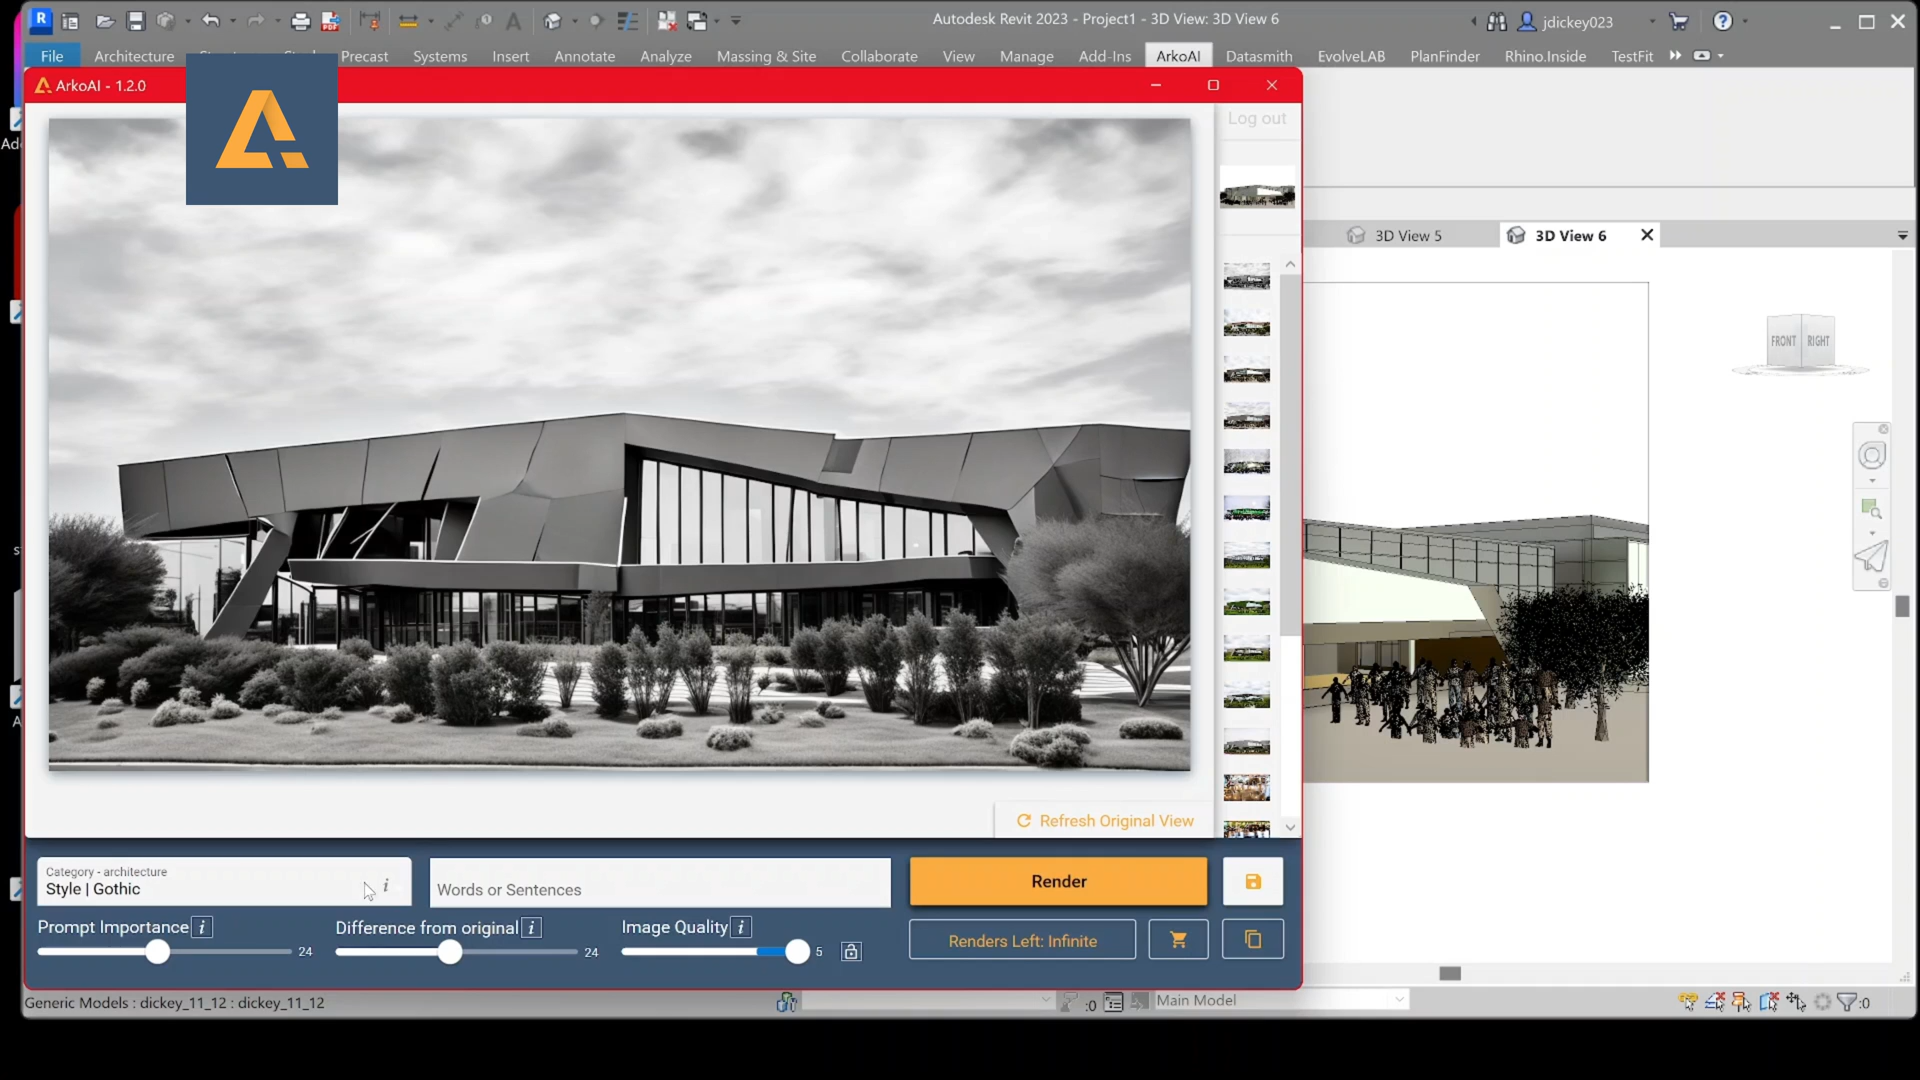 Autodesk Revit 2023 - Project1 - 3D View: 3D View 6
jdickey023
File
Architecture
Precast
Systems
Insert
Annotate
Analyze
Massing & Site
Collaborate
View
Manage
Add-Ins
ArkoAI
Datasmith
EvolveLAB
PlanFinder
Rhino.Inside
TestFit
ArkoAI - 1.2.0
Log out
3D View 5
3D View 6
FRONT
RIGHT
Refresh Original View
Category - architecture
Style | Gothic
Words or Sentences
Render
Prompt Importance
24
Difference from original
24
Image Quality
5
Renders Left: Infinite
Generic Models : dickey_11_12 : dickey_11_12
:0
Main Model
:0